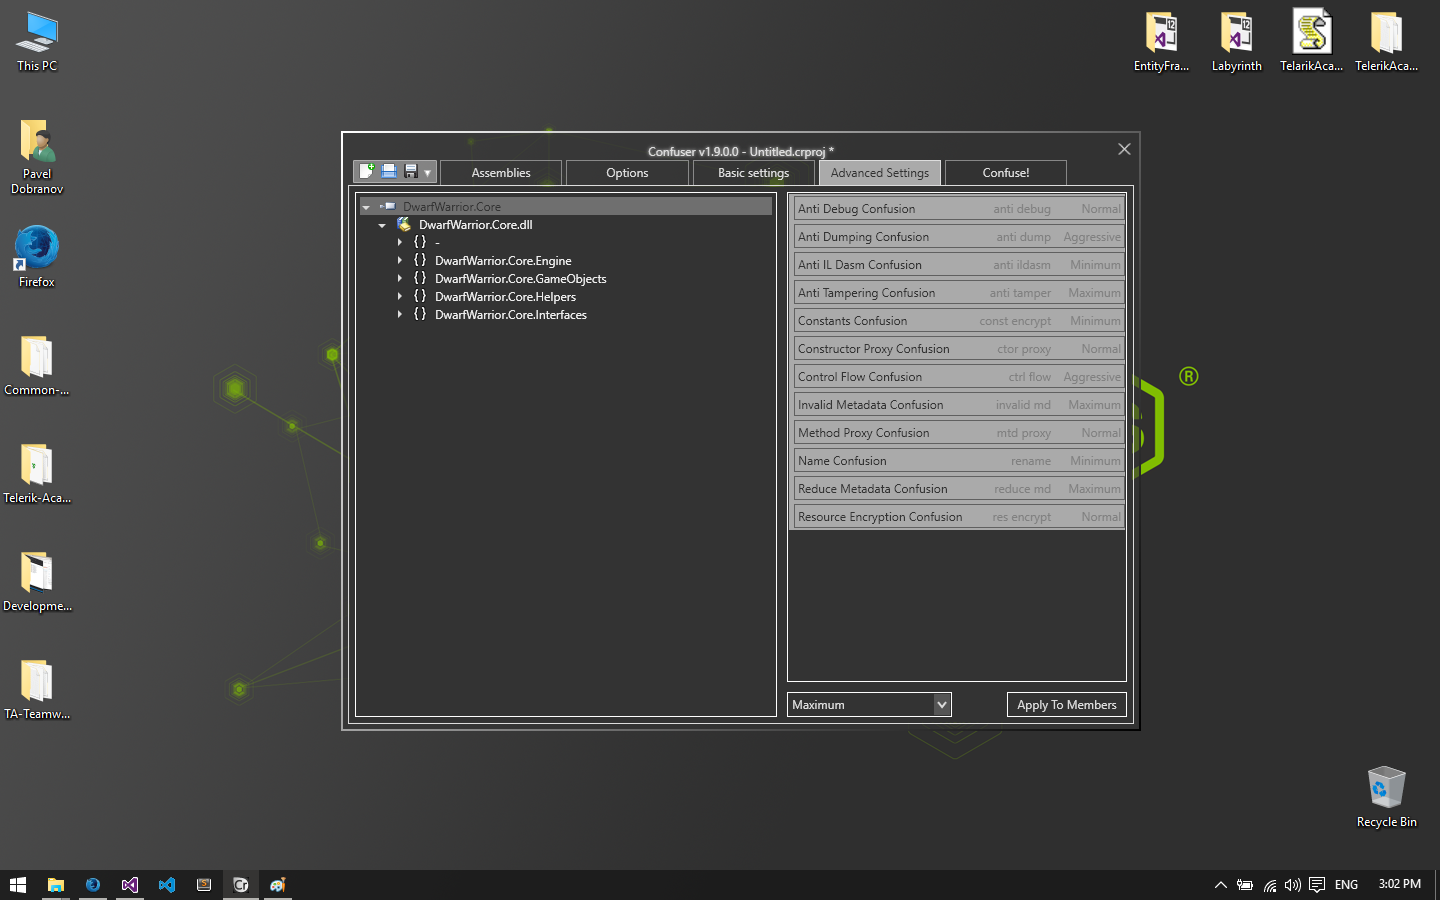 This PC
Pavel
Dobranov
Firefox
Common-...
Telerik-Aca...
Developme...
TA-Teamw...
EntityFra...
Labyrinth
TelarikAca...
TelerikAca...
12
12
Confuser v1.9.0.0 - Untitled.crproj *
Assemblies
Options
Basic settings
Advanced Settings
Confuse!
DwarfWarrior.Core
DwarfWarrior.Core.dll
{} -
{} DwarfWarrior.Core.Engine
{} DwarfWarrior.Core.GameObjects
{} DwarfWarrior.Core.Helpers
{} DwarfWarrior.Core.Interfaces
Anti Debug Confusion anti debug Normal
Anti Dumping Confusion anti dump Aggressive
Anti IL Dasm Confusion anti ildasm Minimum
Anti Tampering Confusion anti tamper Maximum
Constants Confusion const encrypt Minimum
Constructor Proxy Confusion ctor proxy Normal
Control Flow Confusion ctrl flow Aggressive
Invalid Metadata Confusion invalid md Maximum
Method Proxy Confusion mtd proxy Normal
Name Confusion rename Minimum
Reduce Metadata Confusion reduce md Maximum
Resource Encryption Confusion res encrypt Normal
Maximum
Apply To Members
®
Recycle Bin
Cr
ENG
3:02 PM